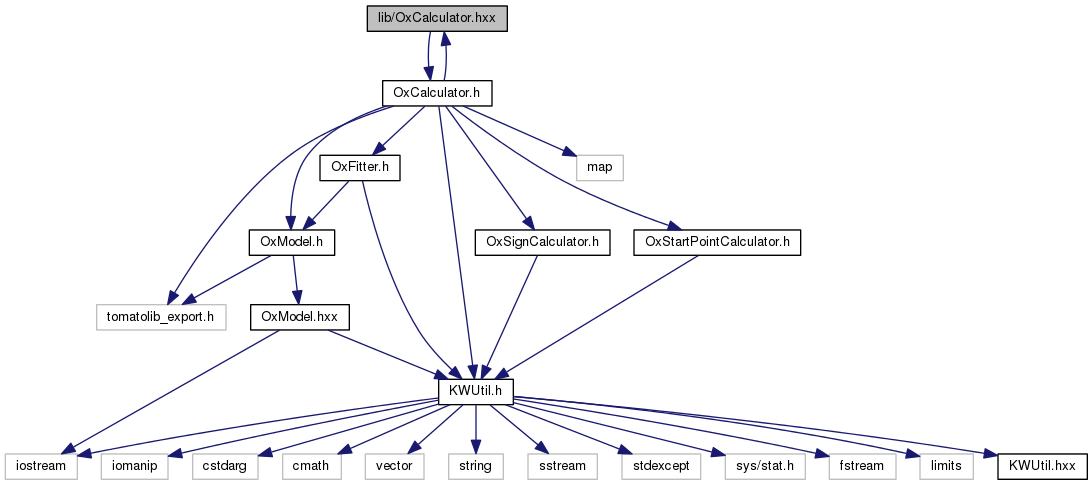 lib/OxCalculator.hxx
OxCalculator.h
OxFitter.h
map
OxModel.h
OxSignCalculator.h
OxStartPointCalculator.h
tomatolib_export.h
OxModel.hxx
KWUtil.h
iostream
iomanip
cstdarg
cmath
vector
string
sstream
stdexcept
sys/stat.h
fstream
limits
KWUtil.hxx